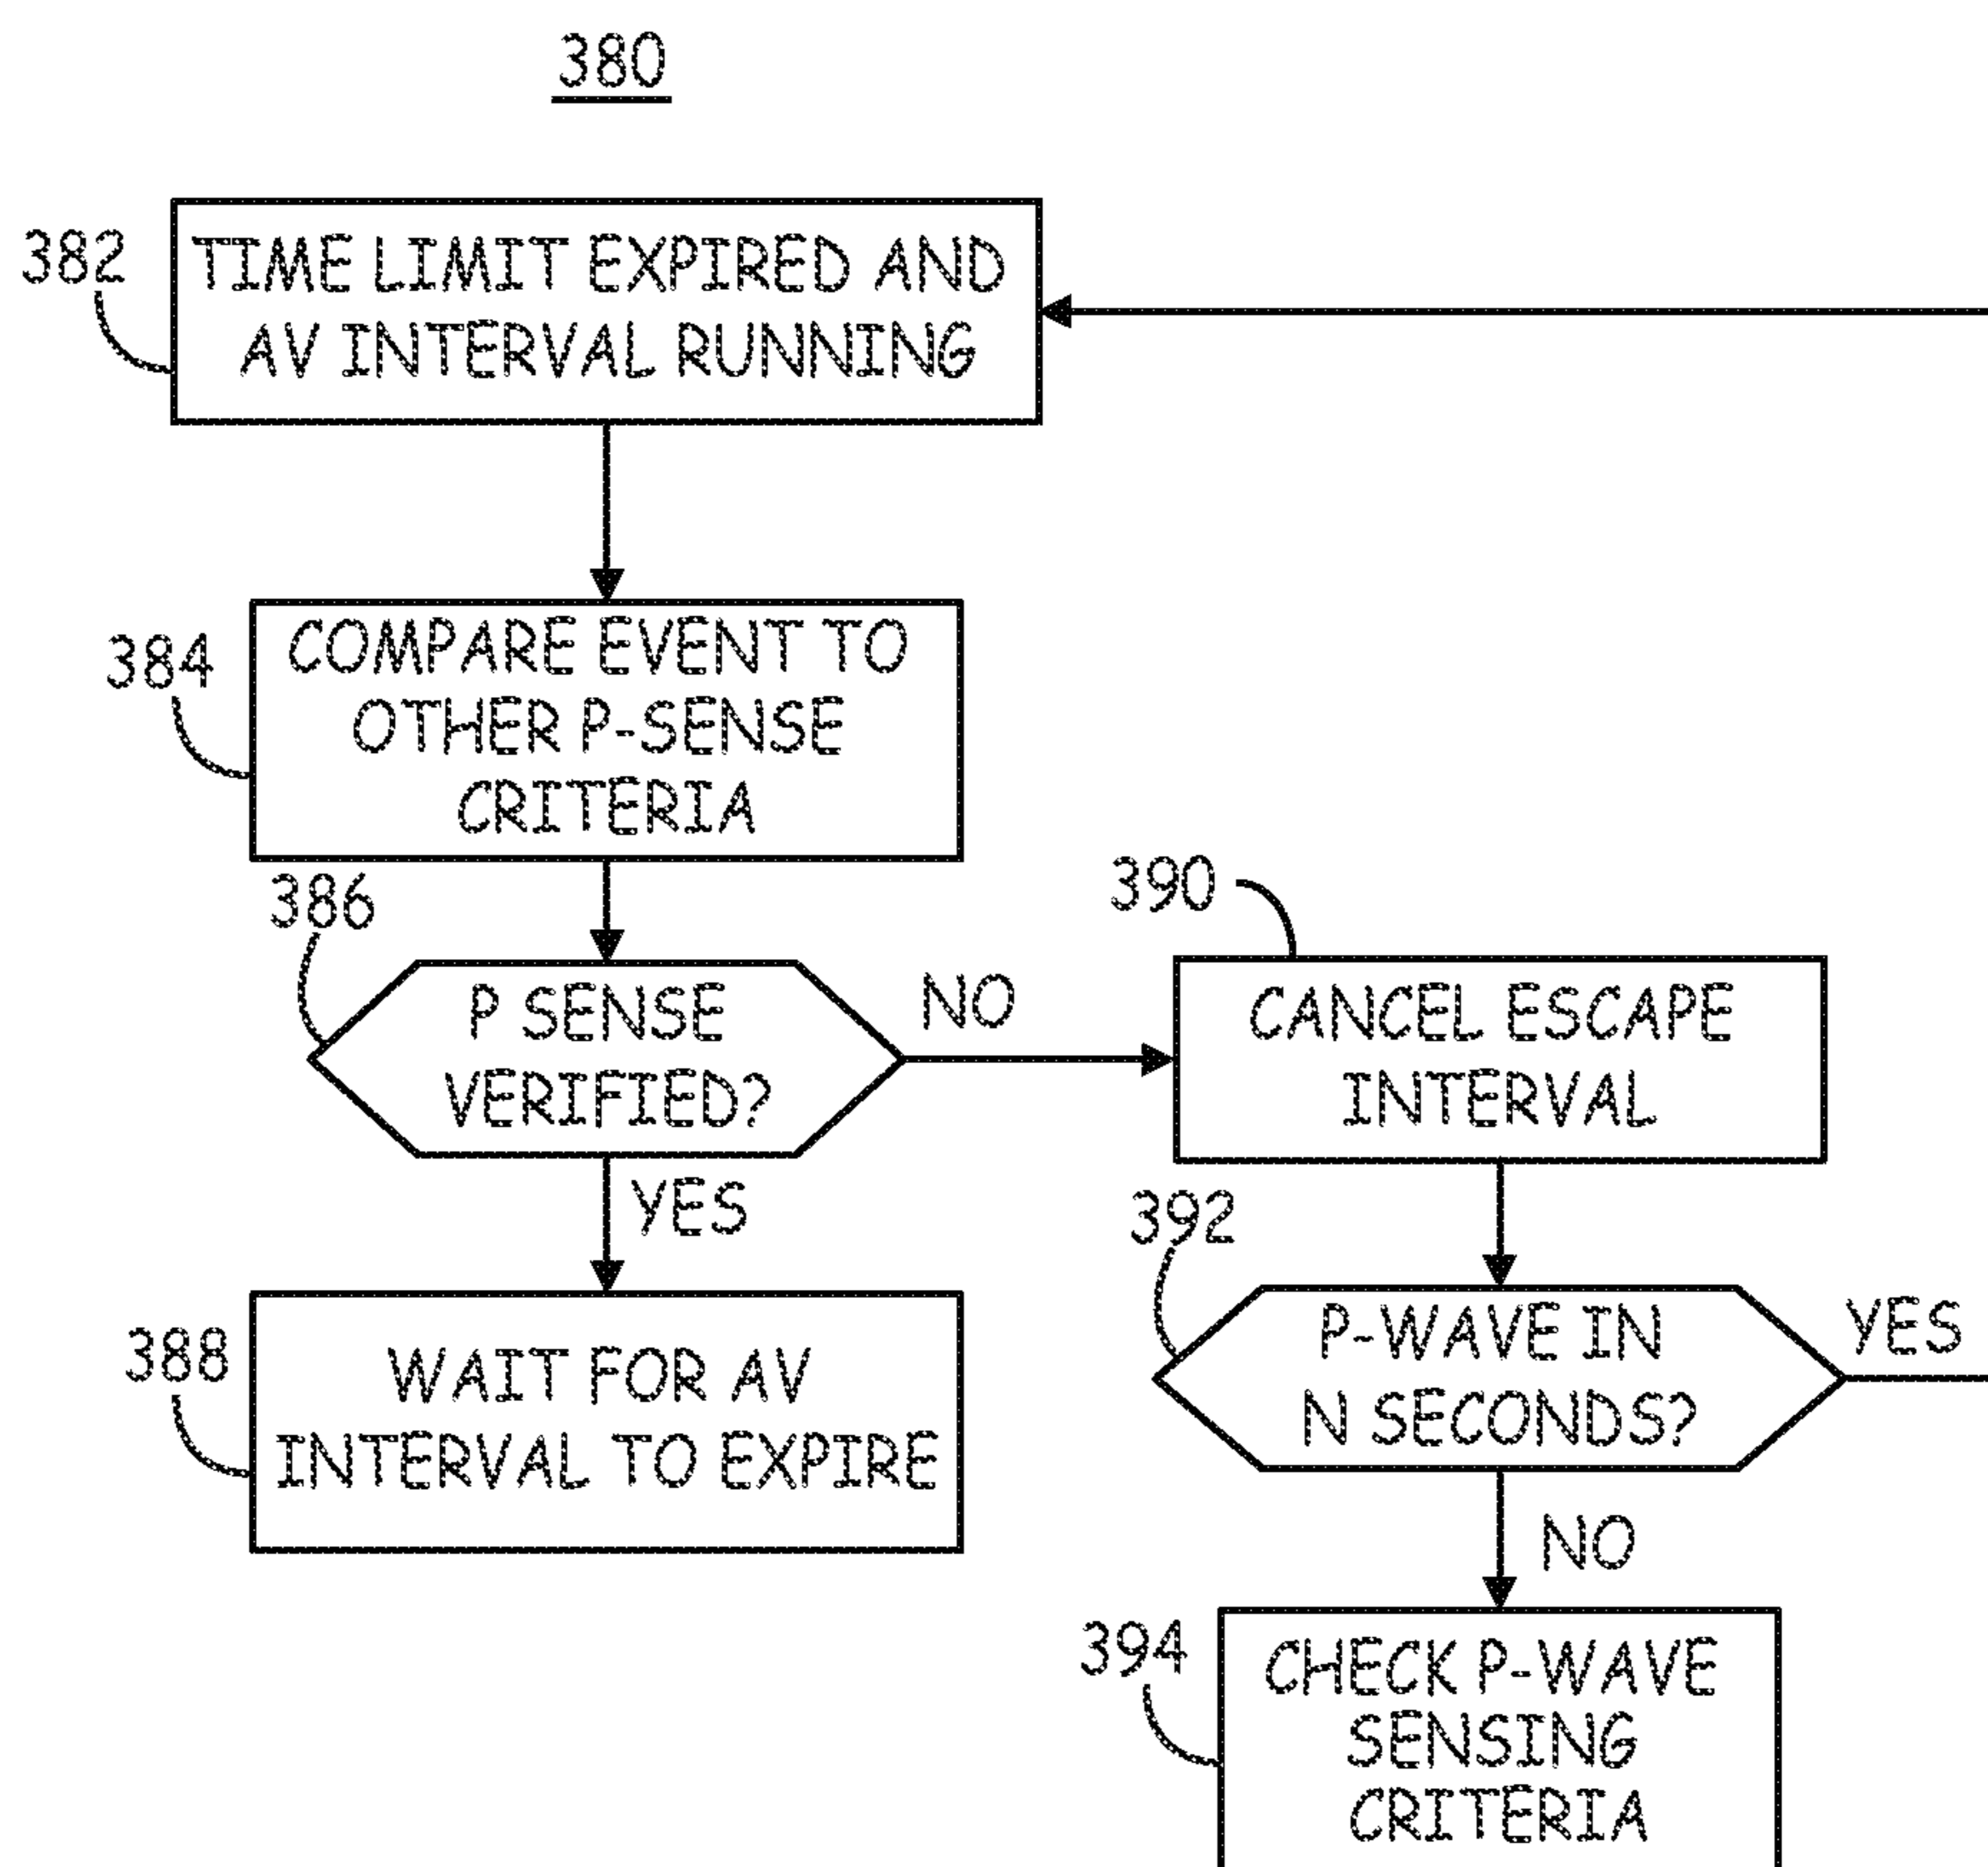 380
382
TIME LIMIT EXPIRED AND
AV INTERVAL RUNNING
384
COMPARE EVENT TO
OTHER P-SENSE
CRITERIA
386
P SENSE
VERIFIED?
NO
390
CANCEL ESCAPE
INTERVAL
YES
388
WAIT FOR AV
INTERVAL TO EXPIRE
392
P-WAVE IN
N SECONDS?
YES
NO
394
CHECK P-WAVE
SENSING
CRITERIA